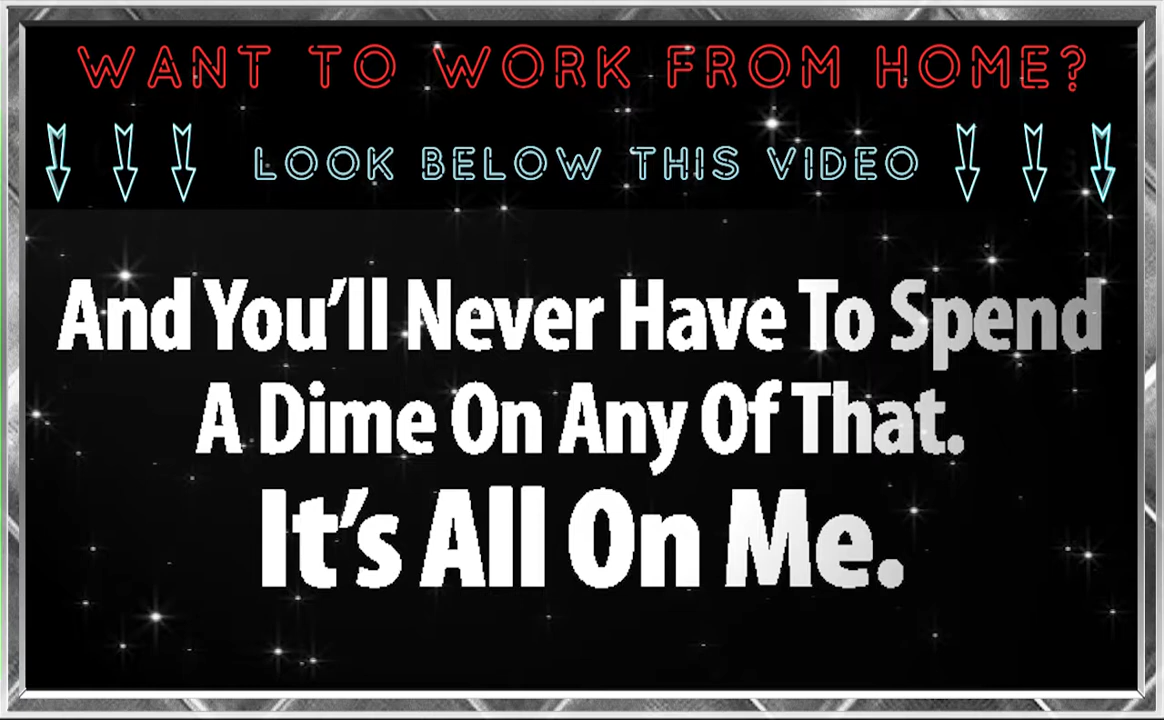 WANT TO WORK FROM HOME?
LOOK BELOW THIS VIDEO
And You'll Never Have To Spend
A Dime On Any Of That.
It's All On Me.